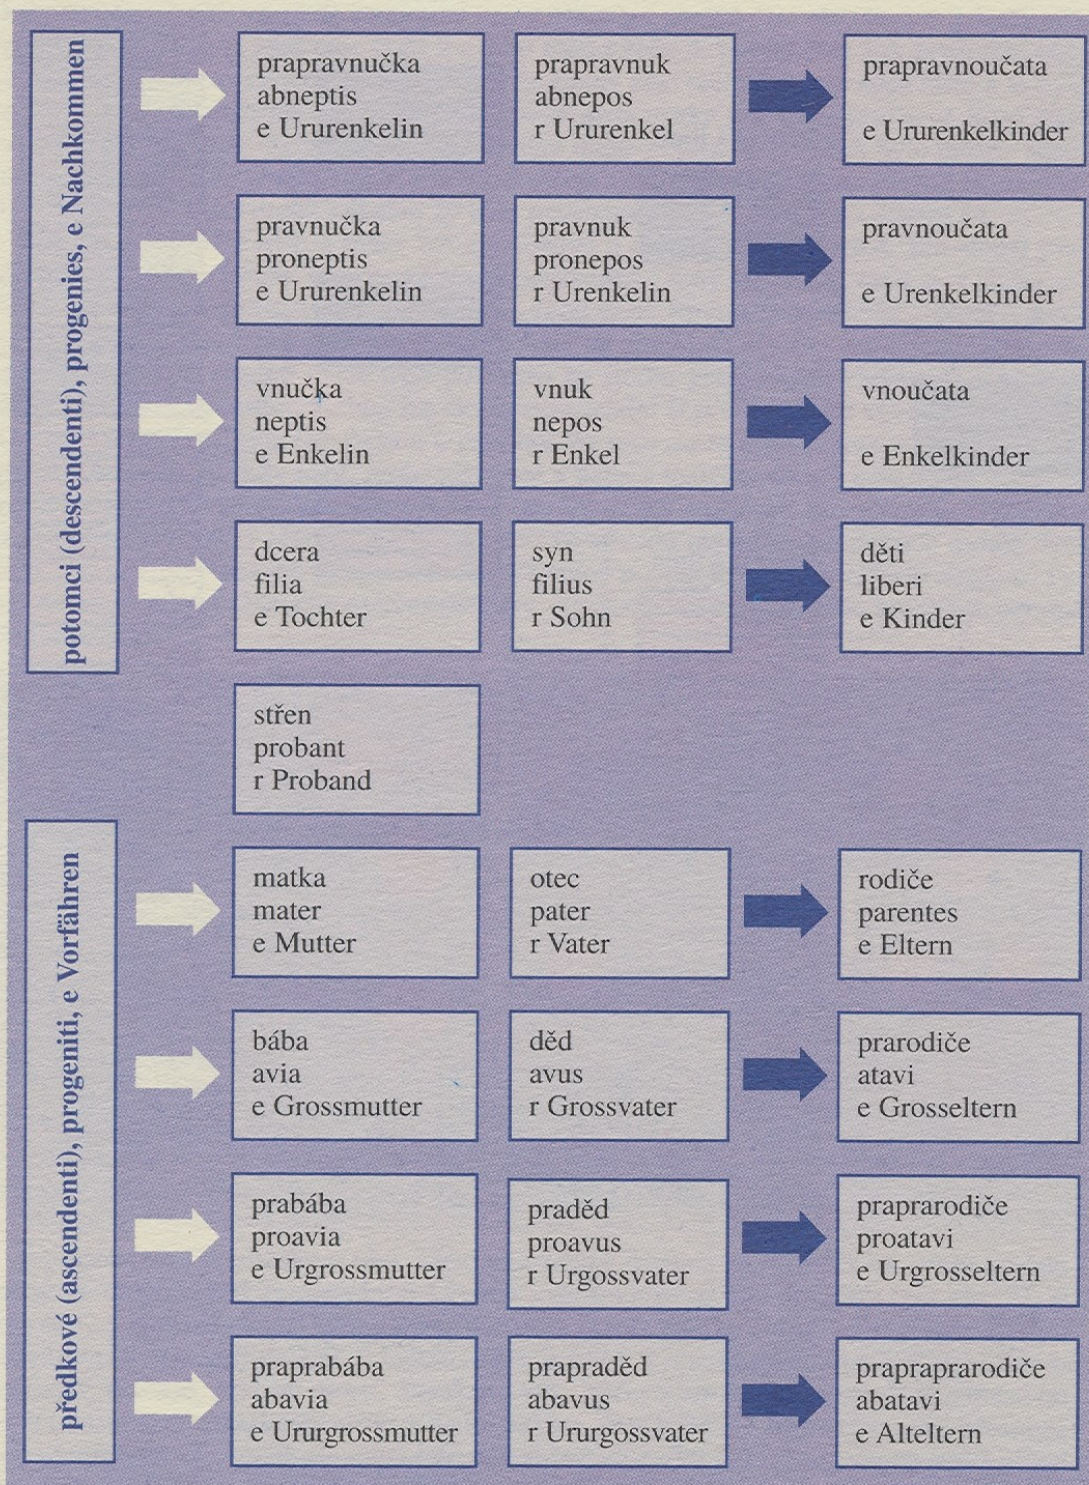 potomci (descendenti), progenies, e Nachkommen
prapravnučka
abneptis
e Ururenkelin
prapravnuk
abnepos
r Ururenkel
prapravnoučata
e Ururenkelkinder
pravnučka
proneptis
e Ururenkelin
pravnuk
pronepos
r Urenkelin
pravnoučata
e Urenkelkinder
vnučka
neptis
e Enkelin
vnuk
nepos
r Enkel
vnoučata
e Enkelkinder
dcera
filia
e Tochter
syn
filius
r Sohn
děti
liberi
e Kinder
střen
probant
r Proband
předkové (ascendenti), progeniti, e Vorfähren
matka
mater
e Mutter
otec
pater
r Vater
rodiče
parentes
e Eltern
bába
avia
e Grossmutter
děd
avus
r Grossvater
prarodiče
atavi
e Grosseltern
prabába
proavia
e Urgrossmutter
praděd
proavus
r Urgossvater
praprarodiče
proatavi
e Urgrosseltern
praprabába
abavia
e Ururgrossmutter
prapraděd
abavus
r Ururgossvater
prapraprarodiče
abatavi
e Alteltern